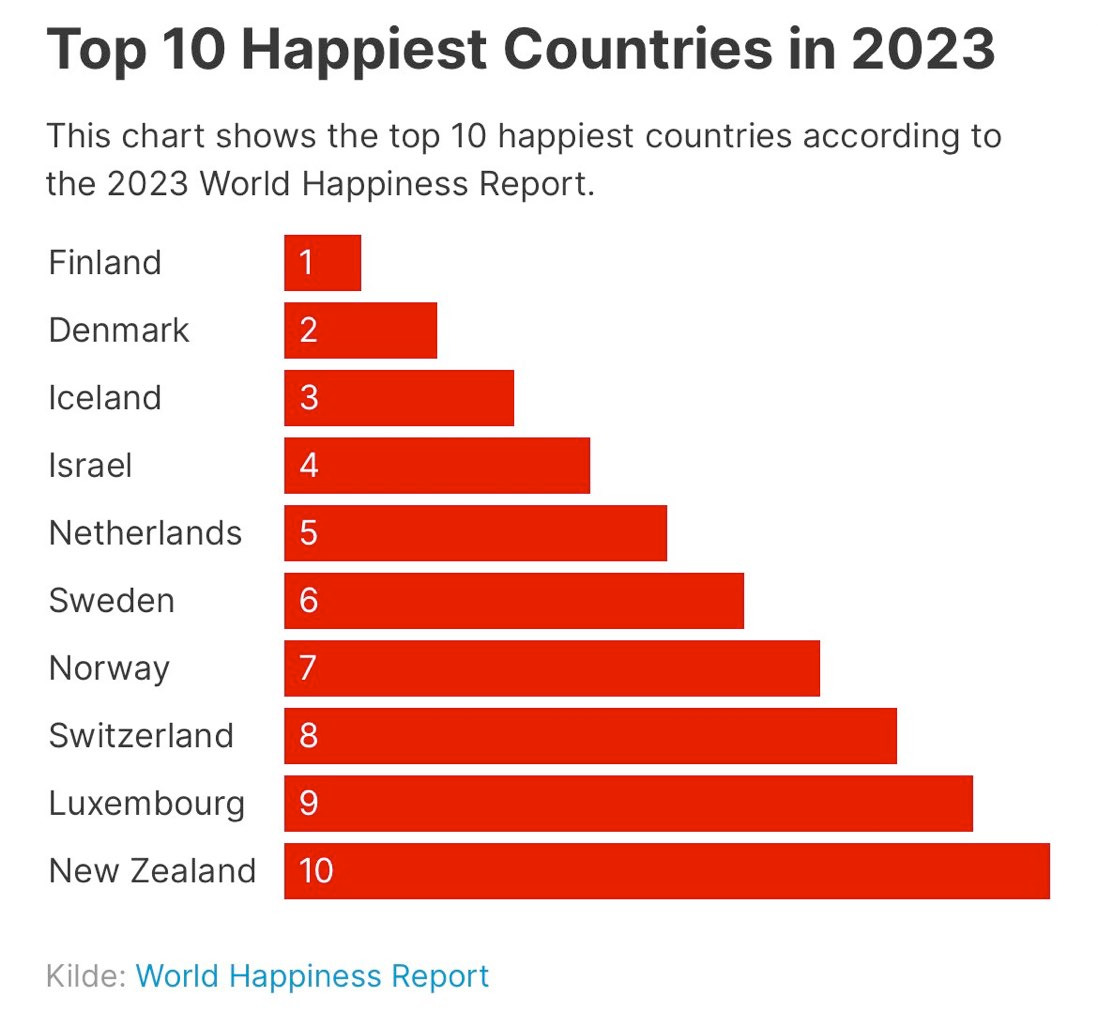 Top 10 Happiest Countries in 2023
This chart shows the top 10 happiest countries according to
the 2023 World Happiness Report.
Finland 1
Denmark 2
Iceland 3
Israel 4
Netherlands 5
Sweden 6
Norway 7
Switzerland 8
Luxembourg 9
New Zealand 10
Kilde: World Happiness Report